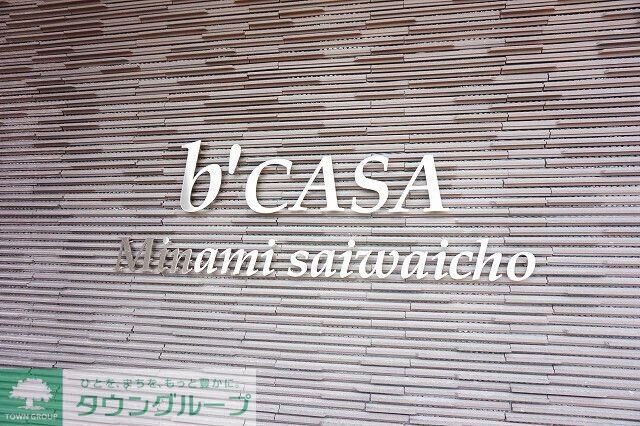 b'CASA
Minami saiwaicho
ひとを、まちを、もっと豊かに。
タウングループ
TOWN GROUP